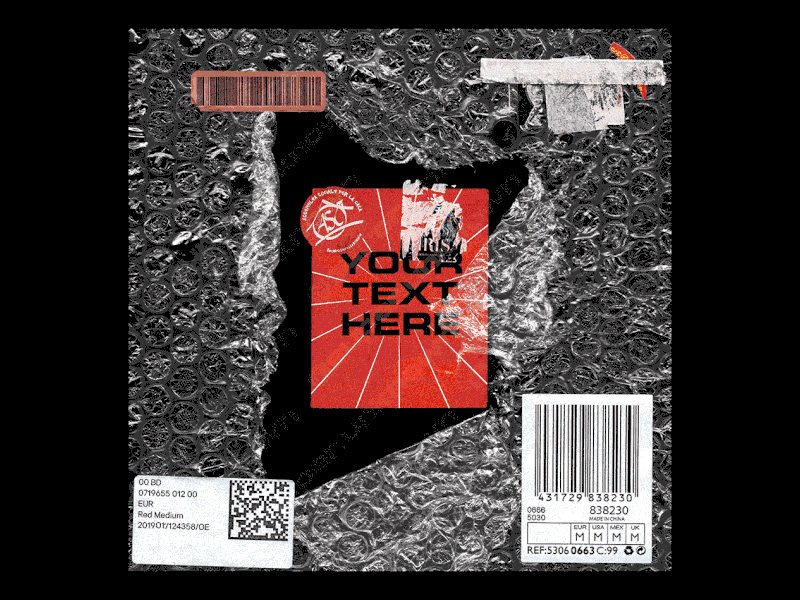 YOUR
TEXT
HERE
00 BD
0719655 012 00
EUR
Red Medium
201901/124358/OE
431729 838230
0666
5030
838230
MADE IN CHINA
EUR USA MEX UK
M M M M
REF:5306 0663 C:99